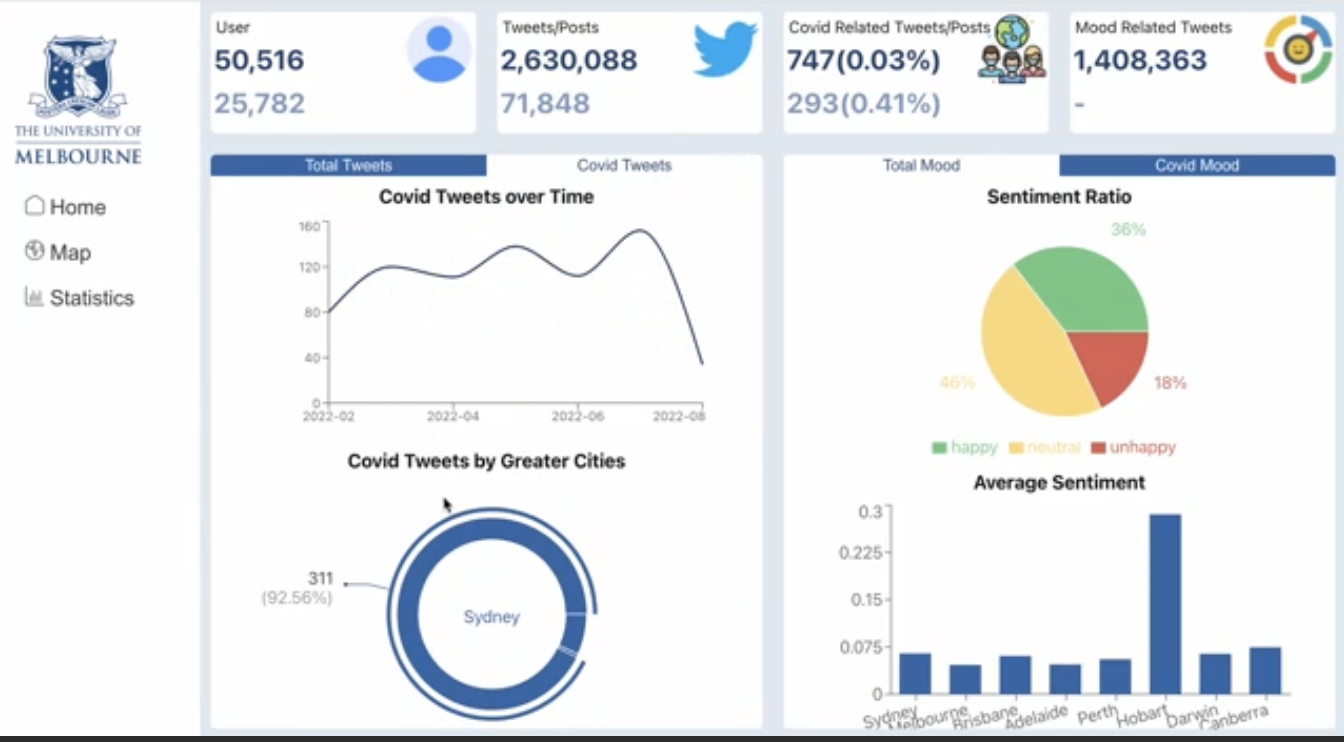 THE UNIVERSITY OF
MELBOURNE
Home
Map
Statistics
User
50,516
25,782
Tweets/Posts
2,630,088
71,848
Covid Related Tweets/Posts
747(0.03%)
293(0.41%)
Mood Related Tweets
1,408,363
-
Total Tweets
Covid Tweets
Covid Tweets over Time
160
120
80
40
0
2022-02
2022-04
2022-06
2022-08
Covid Tweets by Greater Cities
311
(92.56%)
Sydney
Total Mood
Covid Mood
Sentiment Ratio
36%
46%
18%
happy
neutral
unhappy
Average Sentiment
0.3
0.225
0.15
0.075
0
Sydney
Melbourne
Brisbane
Adelaide
Perth
Hobart
Darwin
Canberra